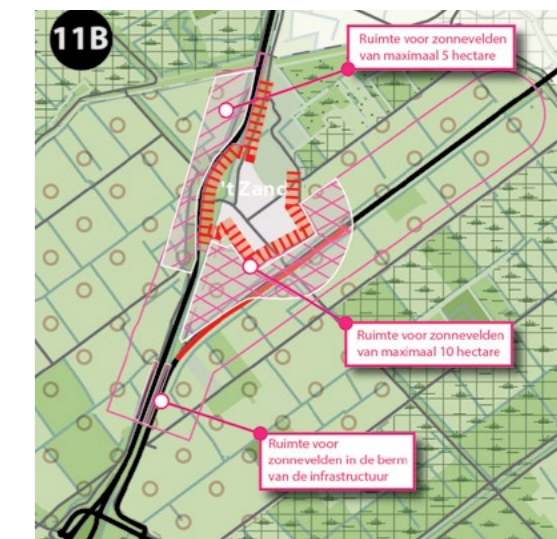 11B
Ruimte voor zonnevelden
van maximaal 5 hectare
't Zand
Ruimte voor zonnevelden
van maximaal 10 hectare
Ruimte voor
zonnevelden in de berm
van de infrastructuur